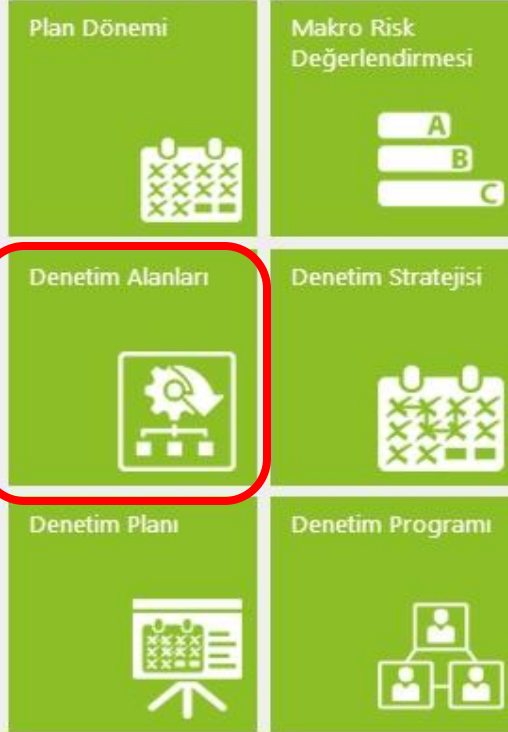 Plan Dönemi
Makro Risk
Değerlendirmesi
A
B
C
Denetim Alanları
Denetim Stratejisi
Denetim Planı
Denetim Programı